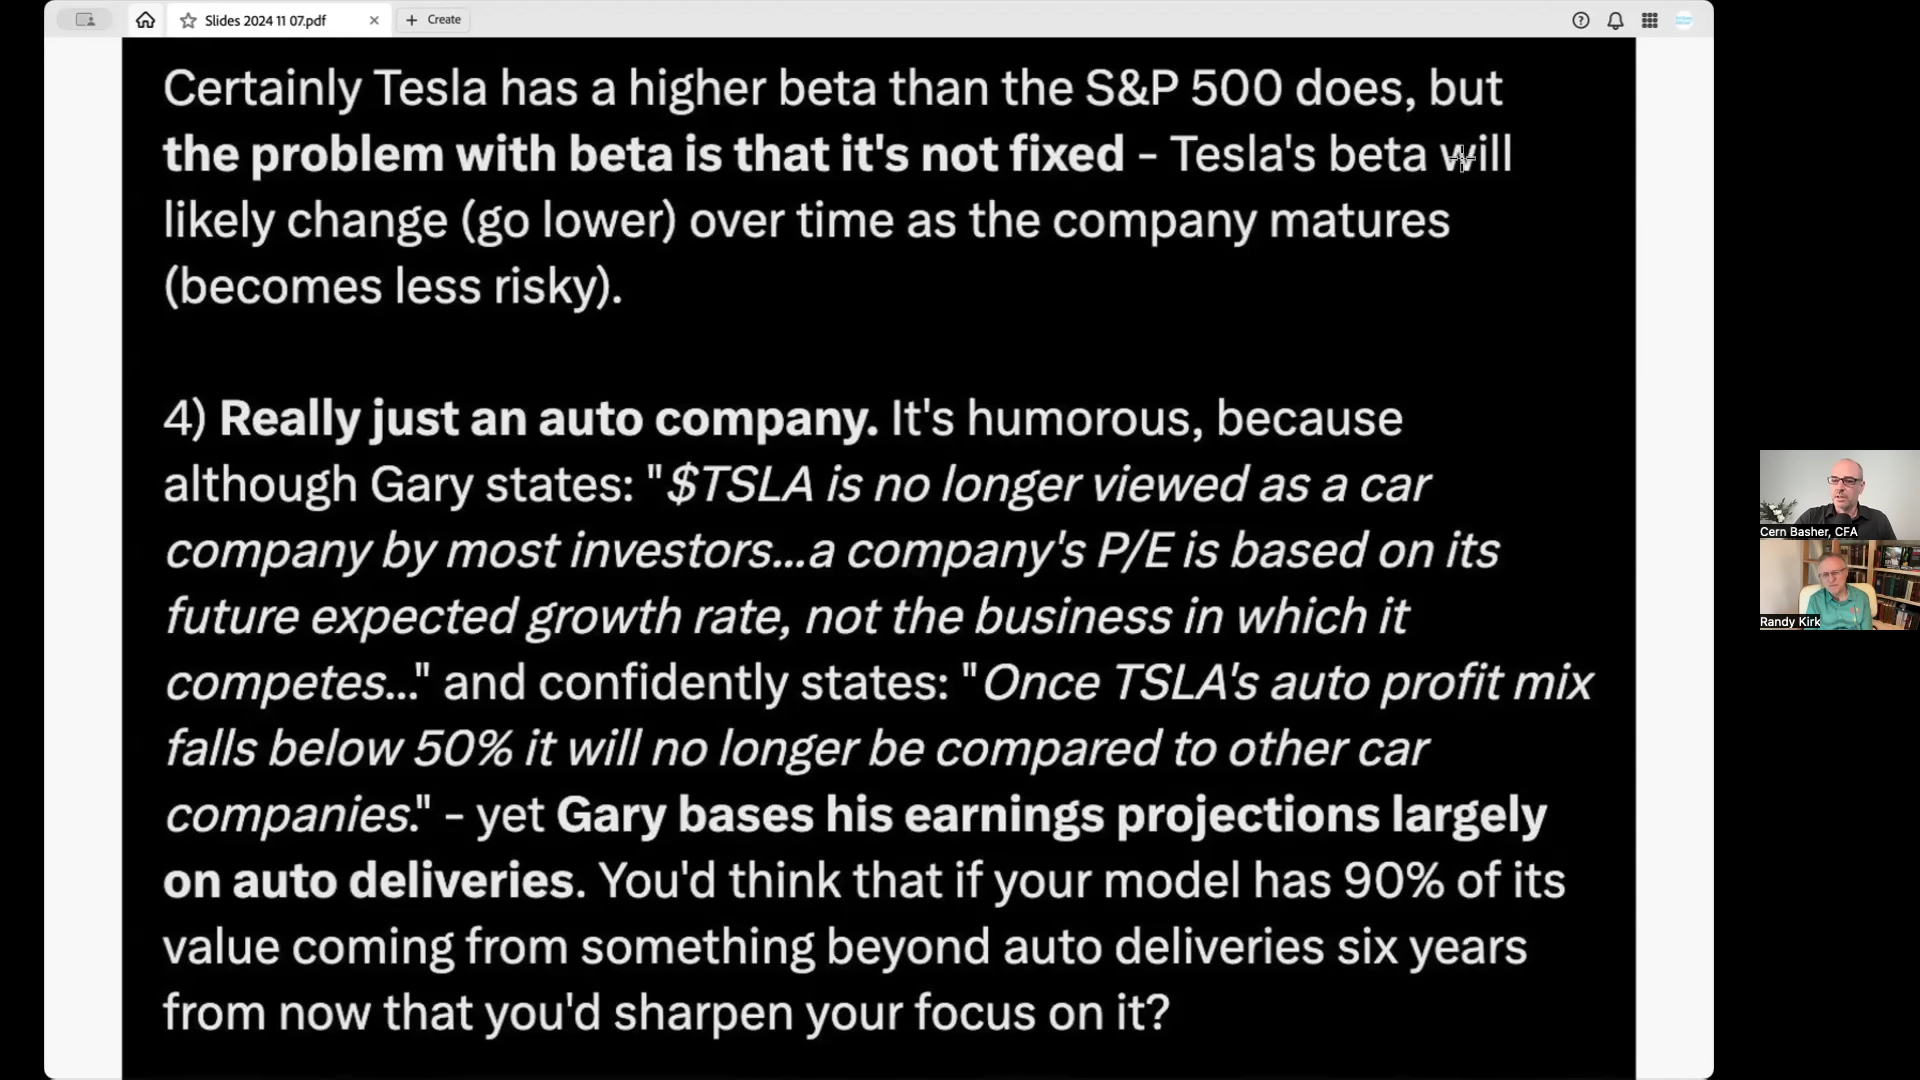 Slides 2024 11 07.pdf
Create
Certainly Tesla has a higher beta than the S&P 500 does, but
the problem with beta is that it's not fixed - Tesla's beta will
likely change (go lower) over time as the company matures
(becomes less risky).
4) Really just an auto company. It's humorous, because
although Gary states: "$TSLA is no longer viewed as a car
company by most investors...a company's P/E is based on its
future expected growth rate, not the business in which it
competes..." and confidently states: "Once TSLA's auto profit mix
falls below 50% it will no longer be compared to other car
companies." - yet Gary bases his earnings projections largely
on auto deliveries. You'd think that if your model has 90% of its
value coming from something beyond auto deliveries six years
from now that you'd sharpen your focus on it?
Cern Basher, CFA
Randy Kirk